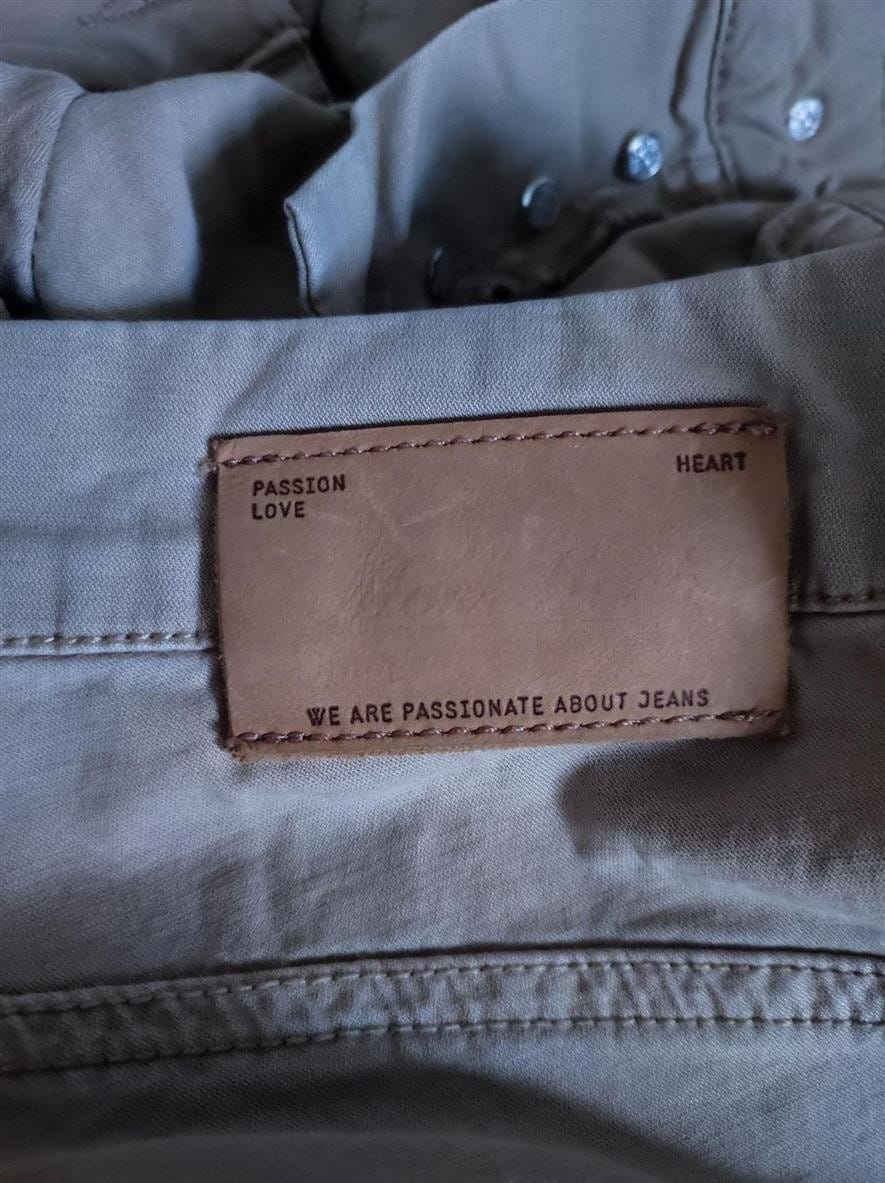 PASSION HEART
LOVE
WE ARE PASSIONATE ABOUT JEANS